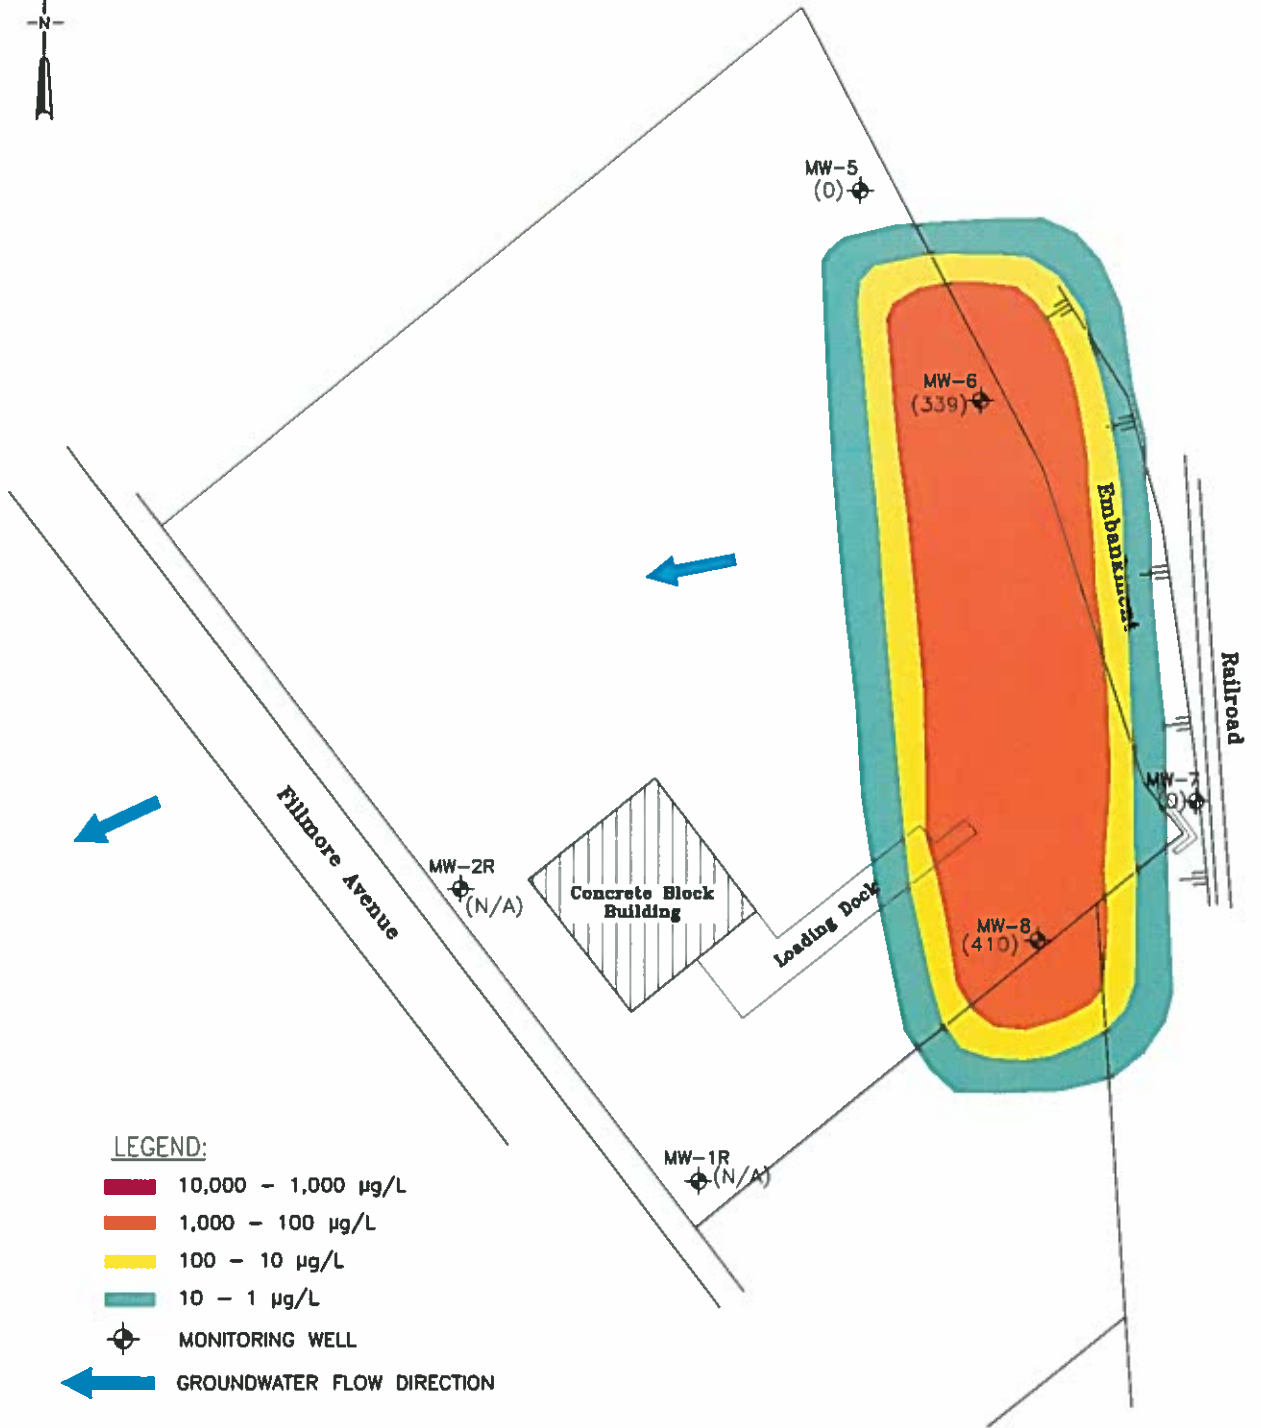 -N-
MW-5
(0)
MW-6
(339)
Embankment
Railroad
MW-7
(0)
Fillmore Avenue
MW-2R
(N/A)
Concrete Block
Building
Loading Dock
MW-8
(410)
MW-1R
(N/A)
LEGEND:
10,000 - 1,000 µg/L
1,000 - 100 µg/L
100 - 10 µg/L
10 - 1 µg/L
MONITORING WELL
GROUNDWATER FLOW DIRECTION